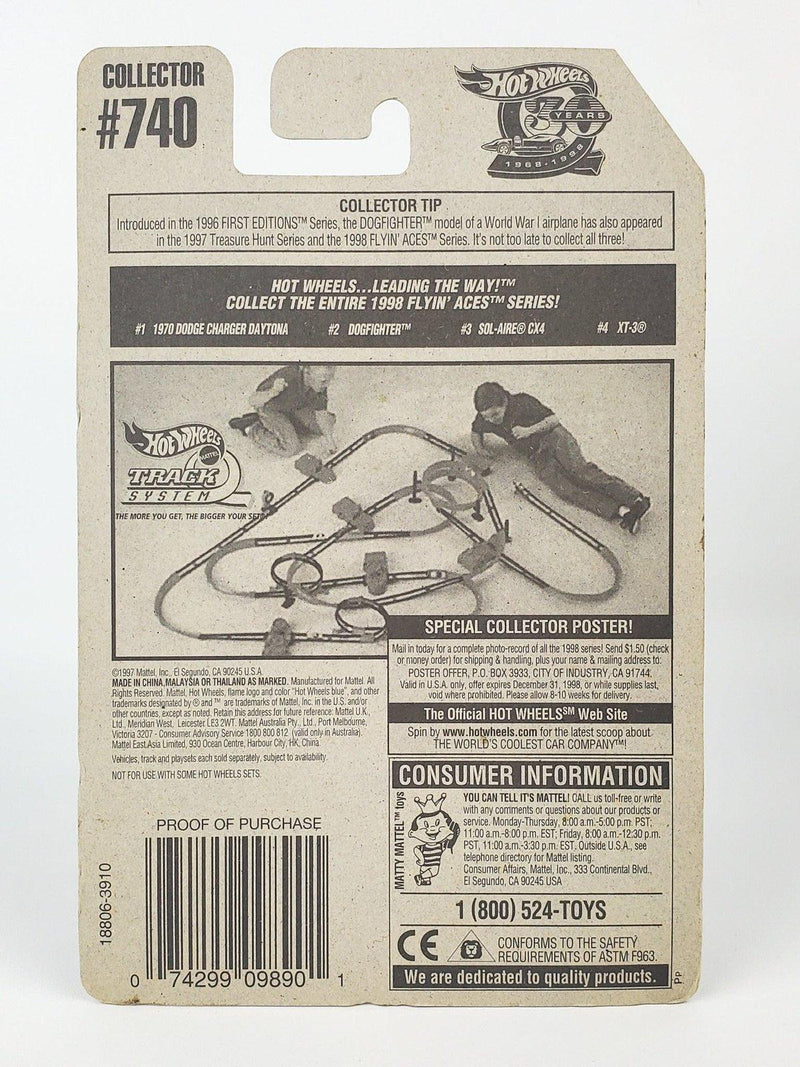 COLLECTOR
#740
HOT WHEELS
30
YEARS
1968-1998
COLLECTOR TIP
Introduced in the 1996 FIRST EDITIONS™ Series, the DOGFIGHTER™ model of a World War I airplane has also appeared
in the 1997 Treasure Hunt Series and the 1998 FLYIN' ACES™ Series. It's not too late to collect all three!
HOT WHEELS...LEADING THE WAY!™
COLLECT THE ENTIRE 1998 FLYIN' ACES™ SERIES!
#1 1970 DODGE CHARGER DAYTONA #2 DOGFIGHTER™ #3 SOL-AIRE® CX4 #4 XT-3®
HOT WHEELS
MATTEL
TRACK
SYSTEM
THE MORE YOU GET, THE BIGGER YOUR SET!
SPECIAL COLLECTOR POSTER!
Mail in today for a complete photo-record of all the 1998 series! Send $1.50 (check
or money order) for shipping & handling, plus your name & mailing address to:
POSTER OFFER, P.O. BOX 3933, CITY OF INDUSTRY, CA 91744.
Valid in U.S.A. only, offer expires December 31, 1998, or while supplies last,
void where prohibited. Please allow 8-10 weeks for delivery.
The Official HOT WHEELS℠ Web Site
Spin by www.hotwheels.com for the latest scoop about
THE WORLD'S COOLEST CAR COMPANY™!
©1997 Mattel, Inc., El Segundo, CA 90245 U.S.A.
MADE IN CHINA,MALAYSIA OR THAILAND AS MARKED. Manufactured for Mattel. All
Rights Reserved. Mattel, Hot Wheels, flame logo and color "Hot Wheels blue", and other
trademarks designated by ® and ™ are trademarks of Mattel, Inc. in the U.S. and/or
other countries, except as noted. Retain this address for future reference: Mattel U.K.,
Ltd., Meridian West, Leicester LE3 2WT. Mattel Australia Pty., Ltd., Port Melbourne,
Victoria 3207 - Consumer Advisory Service 1800 800 812 (valid only in Australia).
Mattel East Asia Limited, 930 Ocean Centre, Harbour City, HK, China.
Vehicles, track and playsets each sold separately, subject to availability.
NOT FOR USE WITH SOME HOT WHEELS SETS.
CONSUMER INFORMATION
MATTY MATTEL™ toys
YOU CAN TELL IT'S MATTEL! CALL us toll-free or write
with any comments or questions about our products or
service. Monday-Thursday, 8:00 a.m.-5:00 p.m. PST;
11:00 a.m.-8:00 p.m. EST; Friday, 8:00 a.m.-12:30 p.m.
PST, 11:00 a.m.-3:30 p.m. EST. Outside U.S.A., see
telephone directory for Mattel listing.
Consumer Affairs, Mattel, Inc., 333 Continental Blvd.,
El Segundo, CA 90245 USA
1 (800) 524-TOYS
CE
CONFORMS TO THE SAFETY
REQUIREMENTS OF ASTM F963.
We are dedicated to quality products.
PP
PROOF OF PURCHASE
18806-3910
0 74299 09890 1